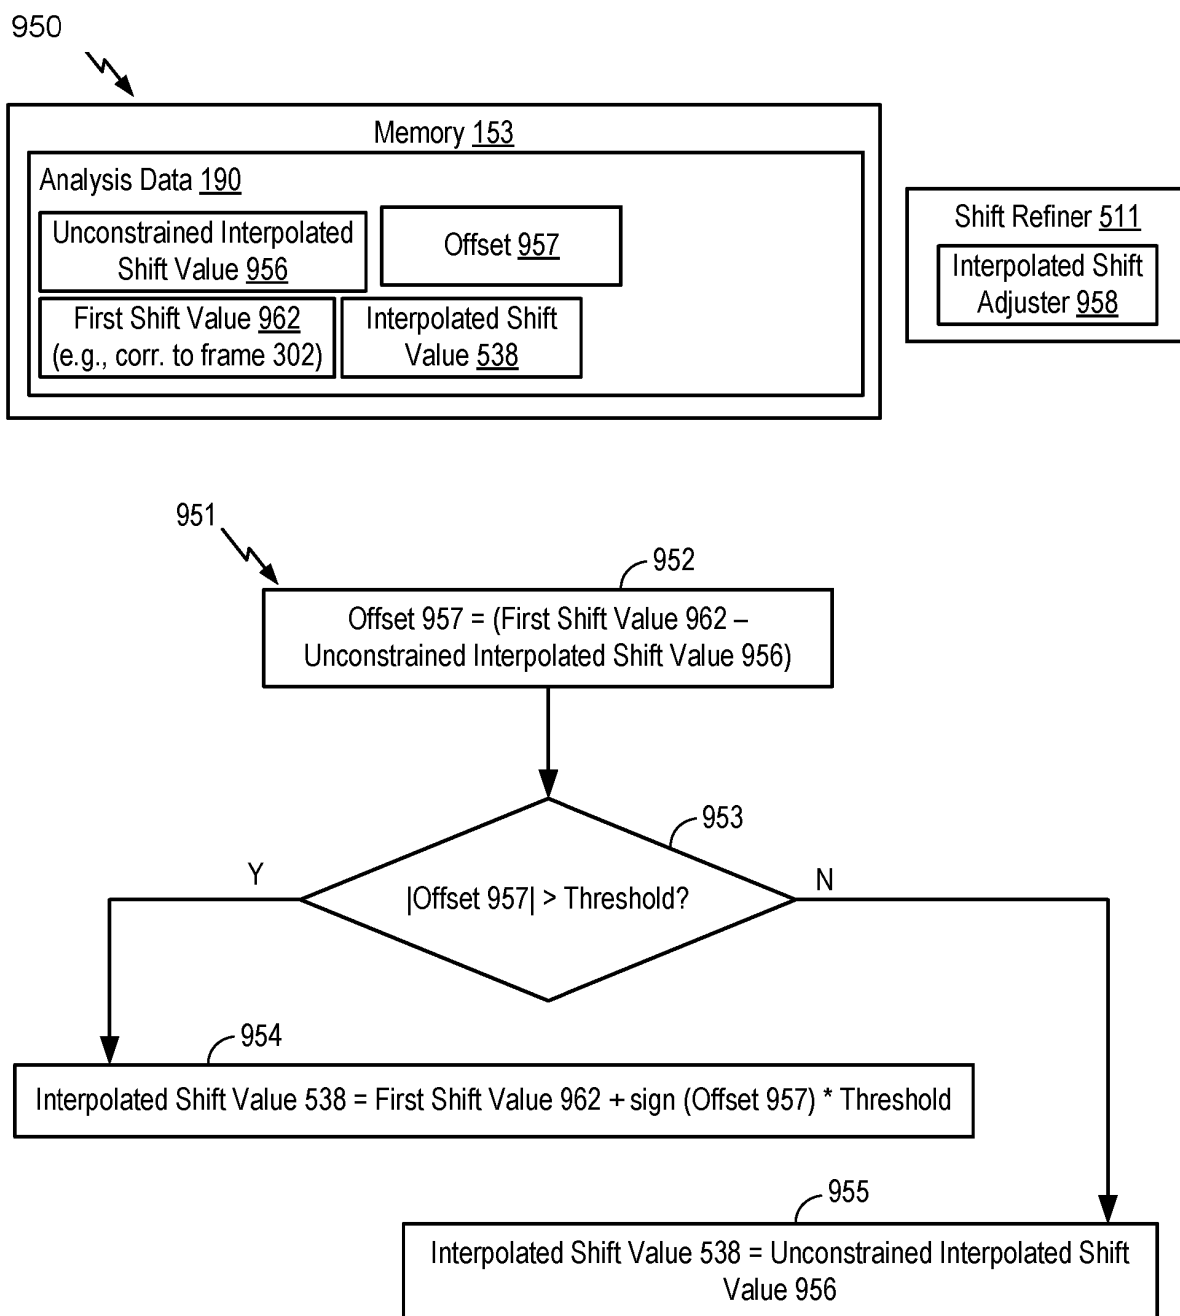 950
Memory 153
Analysis Data 190
Unconstrained Interpolated
Shift Value 956
Offset 957
First Shift Value 962
(e.g., corr. to frame 302)
Interpolated Shift
Value 538
Shift Refiner 511
Interpolated Shift
Adjuster 958
951
952
Offset 957 = (First Shift Value 962 –
Unconstrained Interpolated Shift Value 956)
953
|Offset 957| > Threshold?
Y
N
954
Interpolated Shift Value 538 = First Shift Value 962 + sign (Offset 957) * Threshold
955
Interpolated Shift Value 538 = Unconstrained Interpolated Shift
Value 956